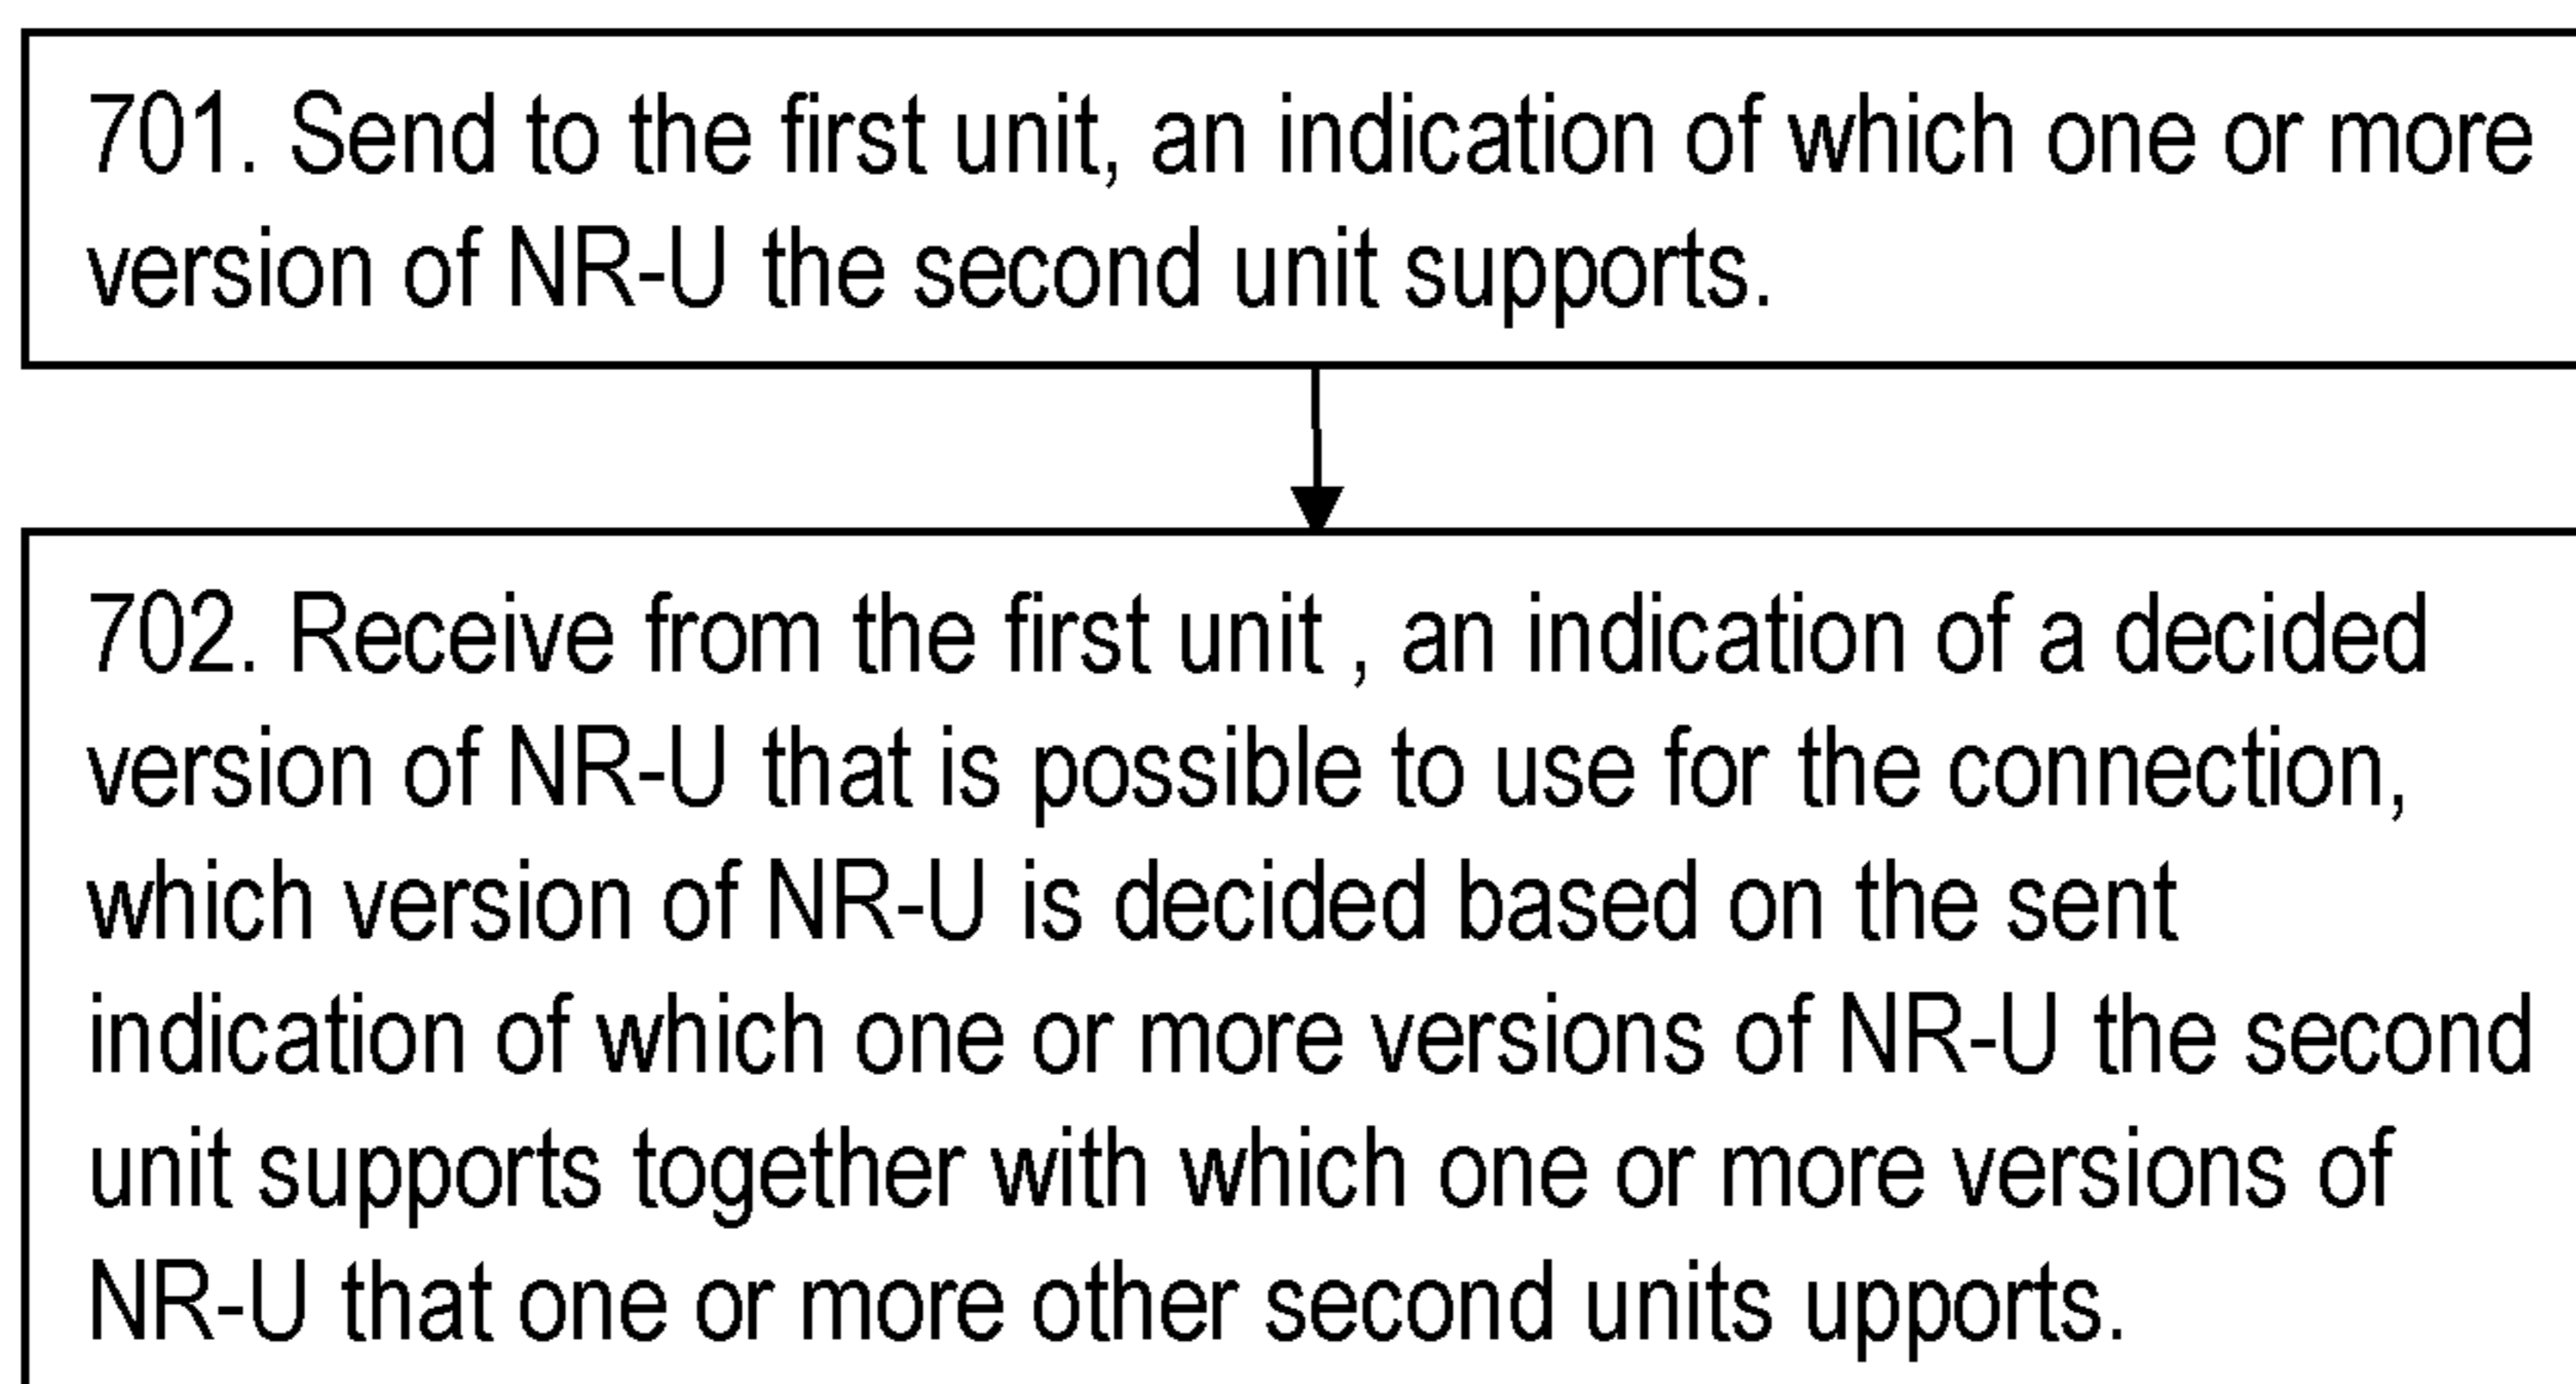 701. Send to the first unit, an indication of which one or more
version of NR-U the second unit supports.
702. Receive from the first unit , an indication of a decided
version of NR-U that is possible to use for the connection,
which version of NR-U is decided based on the sent
indication of which one or more versions of NR-U the second
unit supports together with which one or more versions of
NR-U that one or more other second units upports.